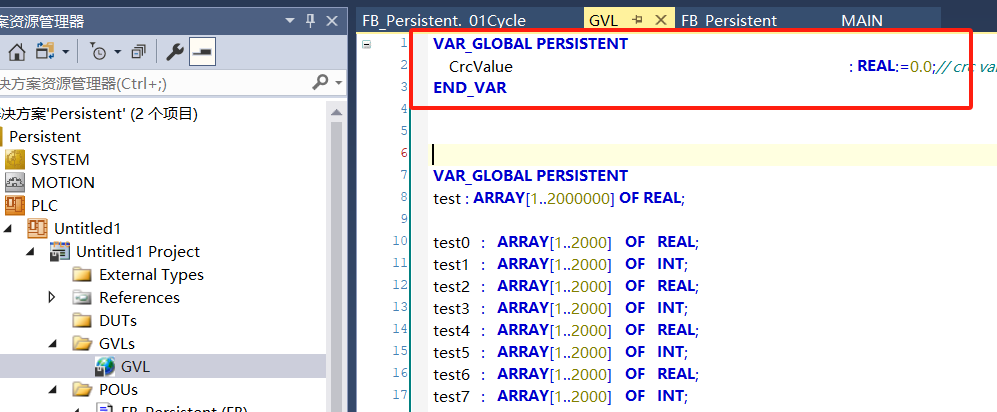 案资源管理器
决方案资源管理器(Ctrl+;)
决方案'Persistent' (2 个项目)
Persistent
SYSTEM
MOTION
PLC
Untitled1
Untitled1 Project
External Types
References
DUTs
GVLs
GVL
POUs
FB_Persistent (FB)
FB_Persistent._01Cycle
GVL
FB_Persistent
MAIN
1 VAR_GLOBAL PERSISTENT
2 CrcValue : REAL:=0.0;// crc va
3 END_VAR
4
5
6
7 VAR_GLOBAL PERSISTENT
8 test : ARRAY[1..2000000] OF REAL;
9
10 test0 : ARRAY[1..2000] OF REAL;
11 test1 : ARRAY[1..2000] OF INT;
12 test2 : ARRAY[1..2000] OF REAL;
13 test3 : ARRAY[1..2000] OF INT;
14 test4 : ARRAY[1..2000] OF REAL;
15 test5 : ARRAY[1..2000] OF INT;
16 test6 : ARRAY[1..2000] OF REAL;
17 test7 : ARRAY[1..2000] OF INT;